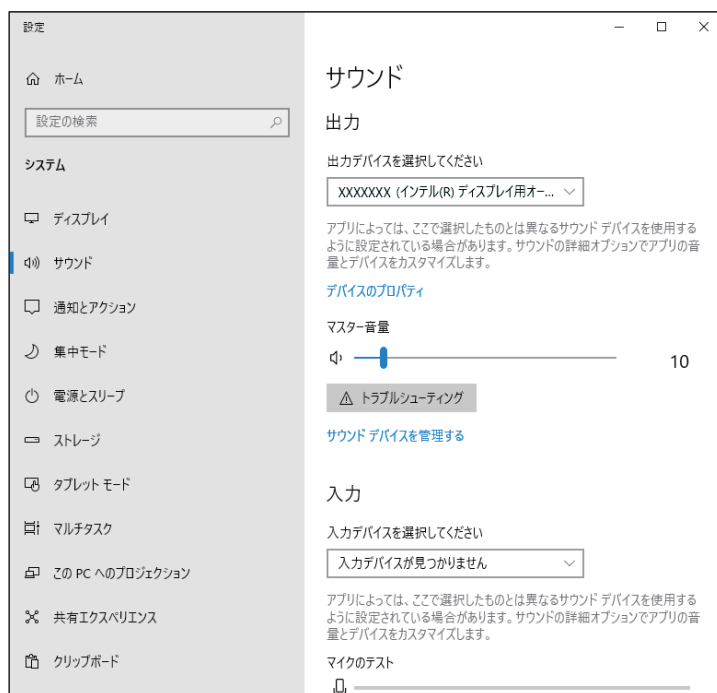 設定
ホーム
設定の検索
システム
ディスプレイ
サウンド
通知とアクション
集中モード
電源とスリープ
ストレージ
タブレット モード
マルチタスク
この PC へのプロジェクション
共有エクスペリエンス
クリップボード
サウンド
出力
出力デバイスを選択してください
XXXXXXX (インテル(R) ディスプレイ用オー...
アプリによっては、ここで選択したものとは異なるサウンド デバイスを使用する
ように設定されている場合があります。サウンドの詳細オプションでアプリの音
量とデバイスをカスタマイズします。
デバイスのプロパティ
マスター音量
10
トラブルシューティング
サウンド デバイスを管理する
入力
入力デバイスを選択してください
入力デバイスが見つかりません
アプリによっては、ここで選択したものとは異なるサウンド デバイスを使用する
ように設定されている場合があります。サウンドの詳細オプションでアプリの音
量とデバイスをカスタマイズします。
マイクのテスト